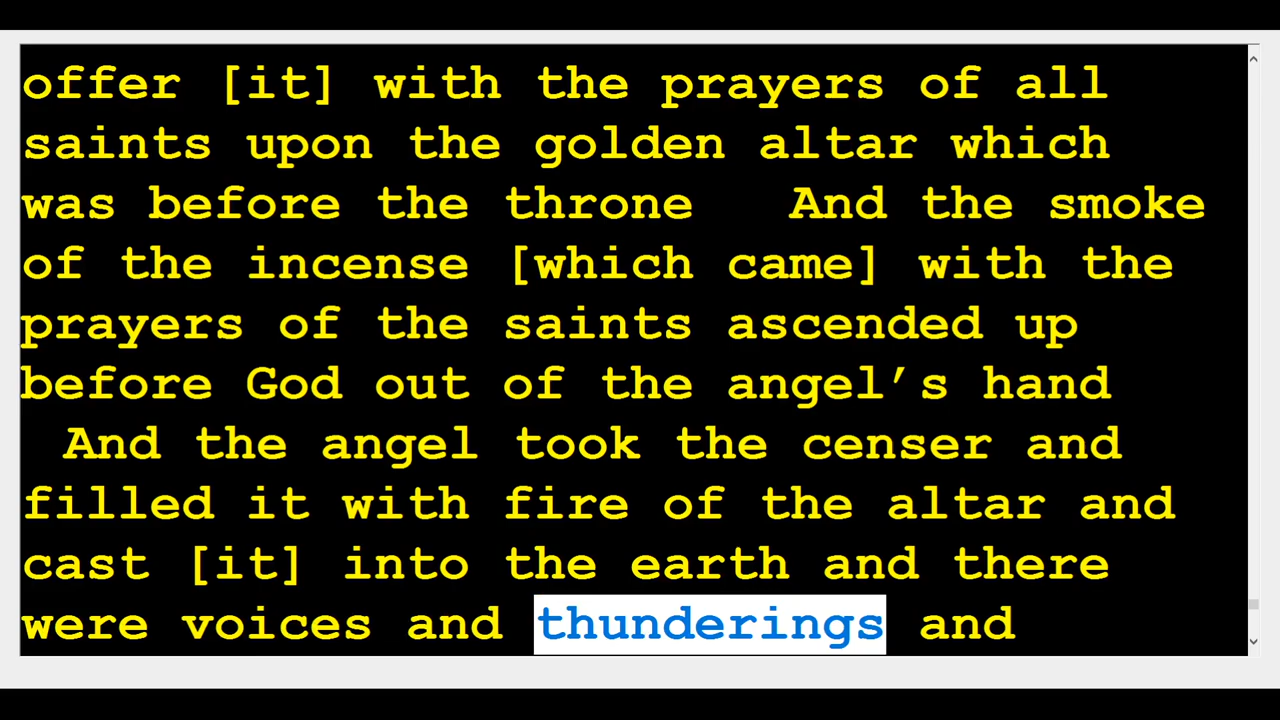 offer [it] with the prayers of all
saints upon the golden altar which
was before the throne   And the smoke
of the incense [which came] with the
prayers of the saints ascended up
before God out of the angel’s hand
And the angel took the censer and
filled it with fire of the altar and
cast [it] into the earth and there
were voices and thunderings and